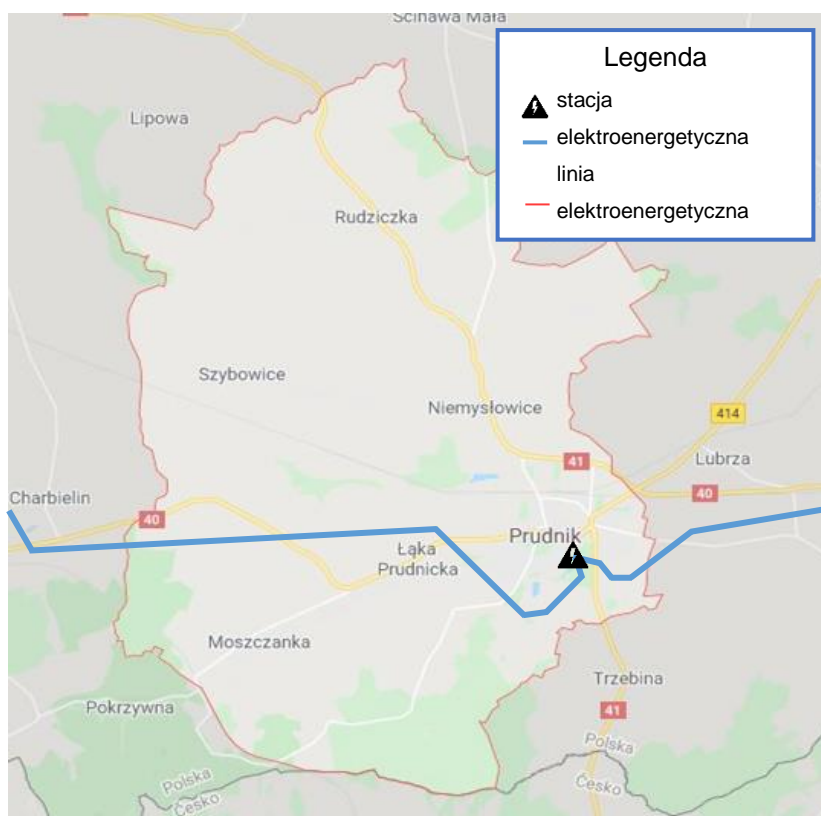 Ścinawa Mała
Legenda
stacja
elektroenergetyczna
linia
elektroenergetyczna
Lipowa
Rudziczka
Szybowice
Niemysłowice
414
41
Lubrza
Charbielin
40
40
Prudnik
Łąka
Prudnicka
Moszczanka
Trzebina
Pokrzywna
41
Polska
Česko
Polska
Česko